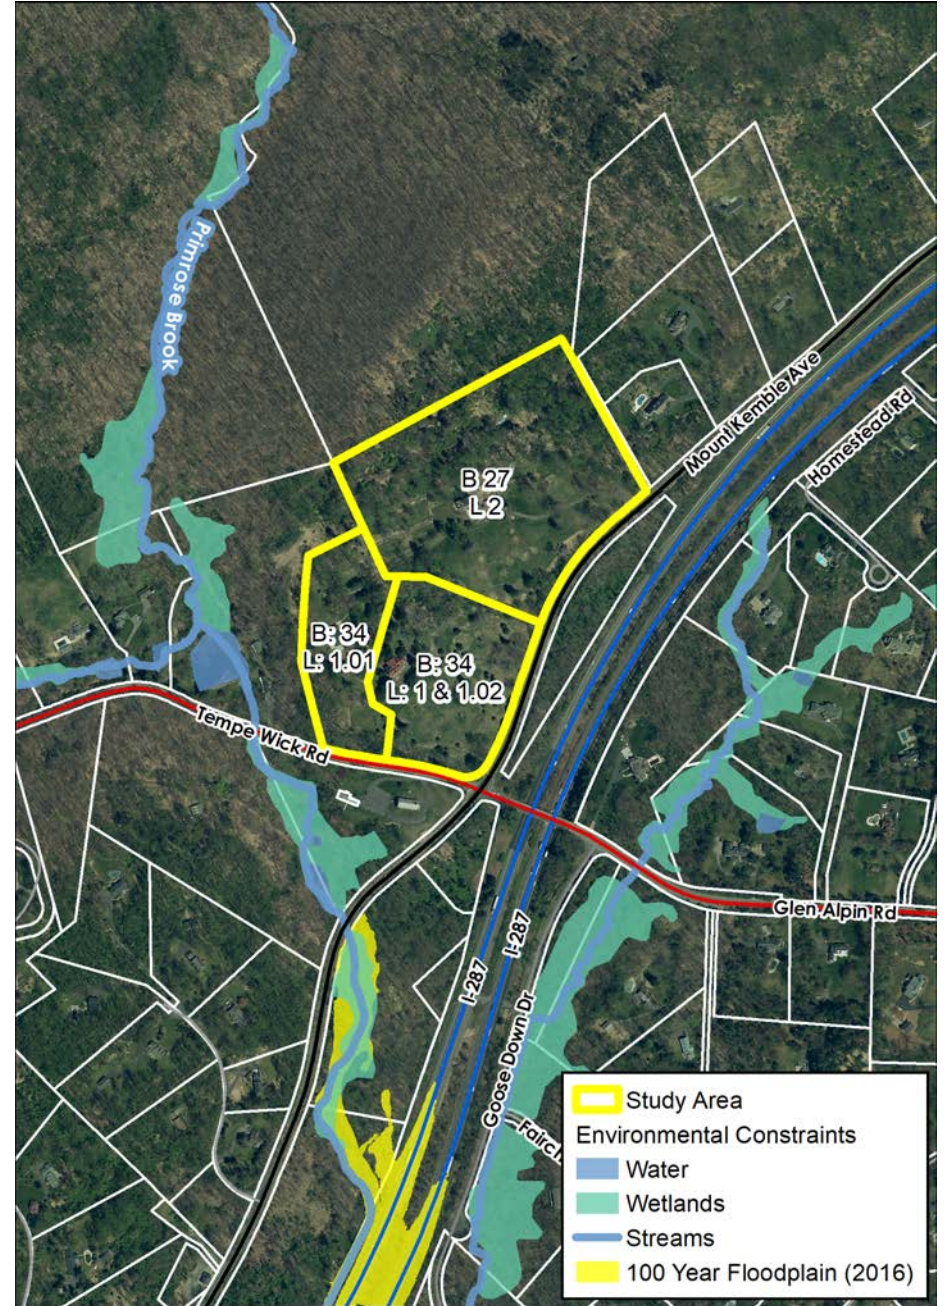 Primrose Brook
Mount Kemble Ave
Homestead Rd
B 27
L 2
B: 34
L: 1.01
B: 34
L: 1 & 1.02
Tempe Wick Rd
Glen Alpin Rd
I-287
I-287
Goose Down Dr
Study Area
Environmental Constraints
Water
Wetlands
Streams
100 Year Floodplain (2016)